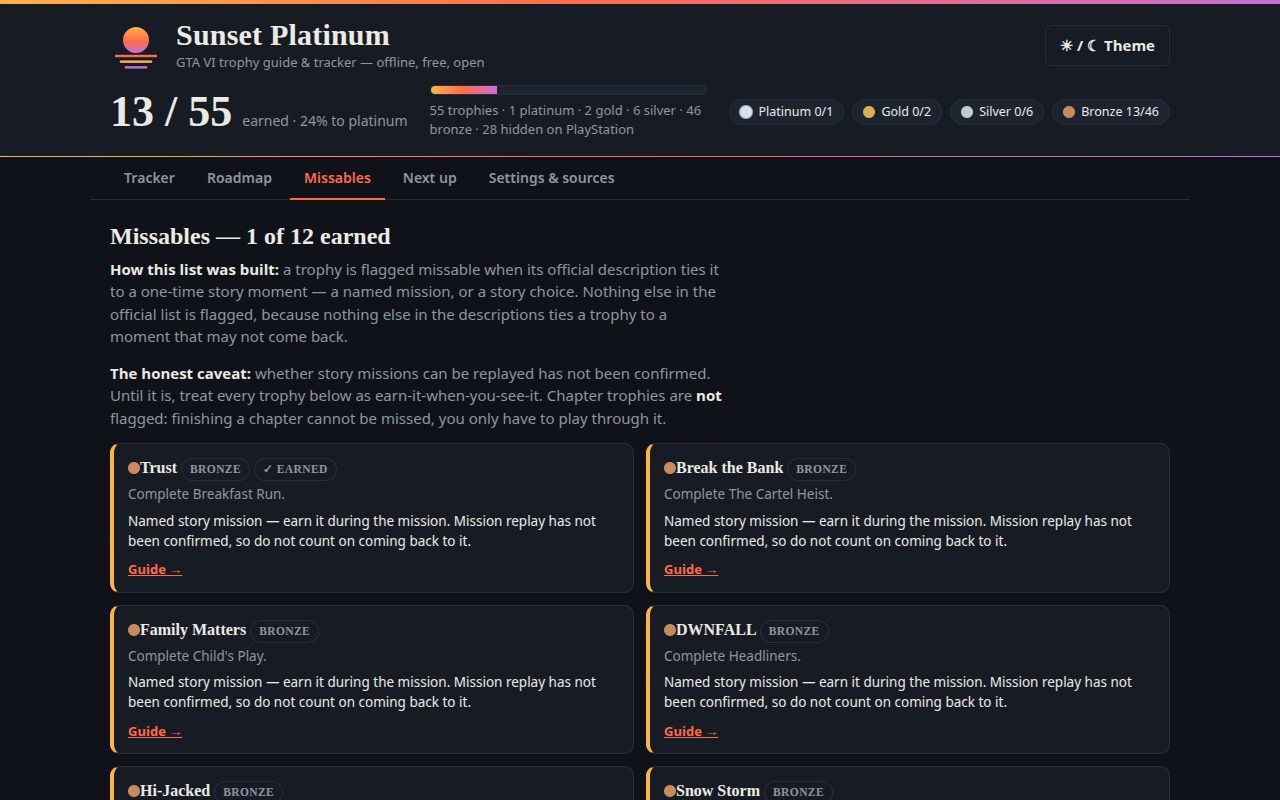 Sunset Platinum
GTA VI trophy guide & tracker — offline, free, open
☀ / ☾ Theme
13 / 55 earned · 24% to platinum
55 trophies · 1 platinum · 2 gold · 6 silver · 46
bronze · 28 hidden on PlayStation
Platinum 0/1
Gold 0/2
Silver 0/6
Bronze 13/46
Tracker
Roadmap
Missables
Next up
Settings & sources
Missables — 1 of 12 earned
How this list was built: a trophy is flagged missable when its official description ties it
to a one-time story moment — a named mission, or a story choice. Nothing else in the
official list is flagged, because nothing else in the descriptions ties a trophy to a
moment that may not come back.
The honest caveat: whether story missions can be replayed has not been confirmed.
Until it is, treat every trophy below as earn-it-when-you-see-it. Chapter trophies are not
flagged: finishing a chapter cannot be missed, you only have to play through it.
Trust BRONZE ✓ EARNED
Complete Breakfast Run.
Named story mission — earn it during the mission. Mission replay has not
been confirmed, so do not count on coming back to it.
Guide →
Break the Bank BRONZE
Complete The Cartel Heist.
Named story mission — earn it during the mission. Mission replay has not
been confirmed, so do not count on coming back to it.
Guide →
Family Matters BRONZE
Complete Child's Play.
Named story mission — earn it during the mission. Mission replay has not
been confirmed, so do not count on coming back to it.
Guide →
DWNFALL BRONZE
Complete Headliners.
Named story mission — earn it during the mission. Mission replay has not
been confirmed, so do not count on coming back to it.
Guide →
Hi-Jacked BRONZE
Snow Storm BRONZE